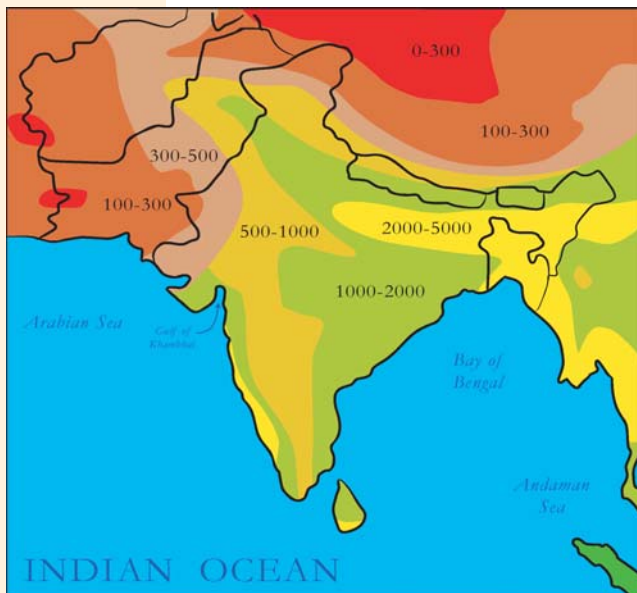 0-300
100-300
300-500
100-300
500-1000
2000-5000
1000-2000
Arabian Sea
Gulf of
Khambhat
Bay of
Bengal
Andaman
Sea
INDIAN OCEAN